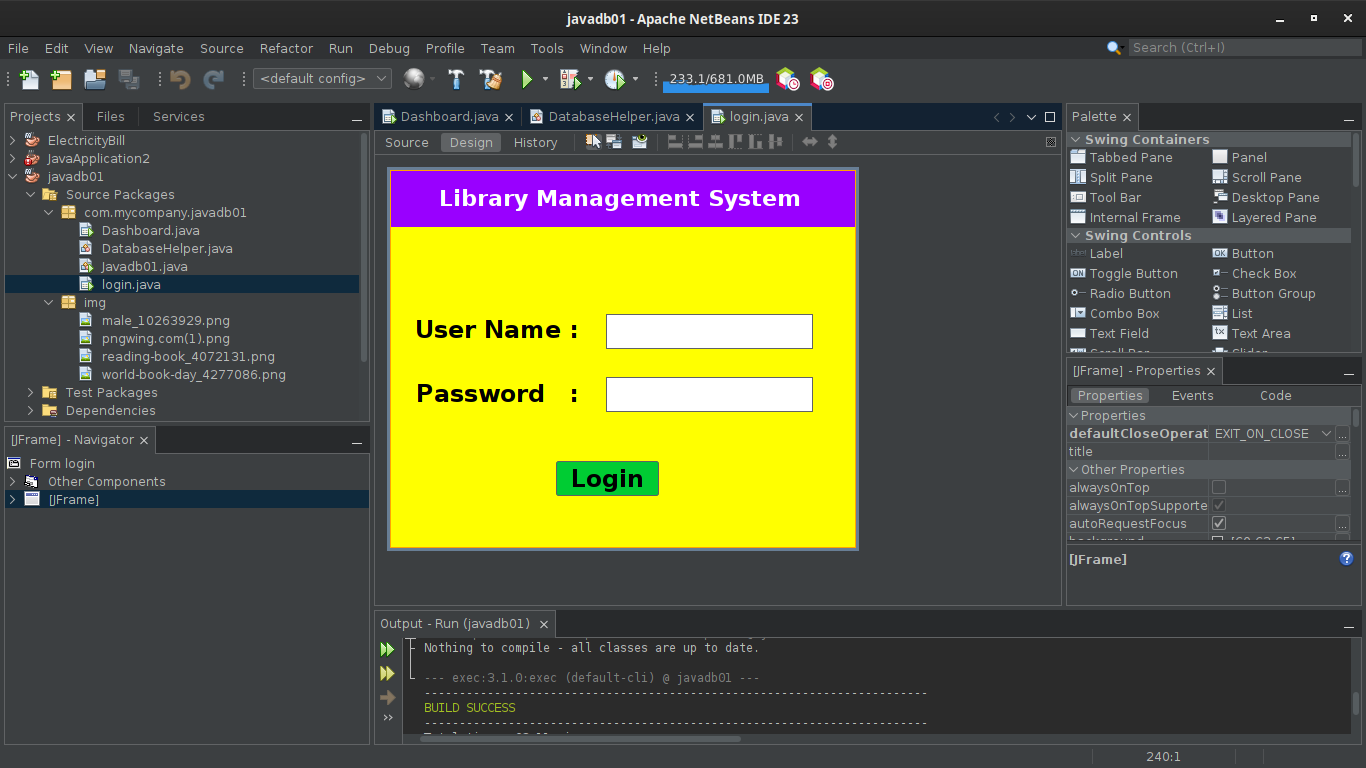 javadb01 - Apache NetBeans IDE 23
File Edit View Navigate Source Refactor Run Debug Profile Team Tools Window Help
Search (Ctrl+I)
<default config>
233.1/681.0MB
Projects Files Services
ElectricityBill
JavaApplication2
javadb01
Source Packages
com.mycompany.javadb01
Dashboard.java
DatabaseHelper.java
Javadb01.java
login.java
img
male_10263929.png
pngwing.com(1).png
reading-book_4072131.png
world-book-day_4277086.png
Test Packages
Dependencies
[JFrame] - Navigator
Form login
Other Components
[JFrame]
Dashboard.java DatabaseHelper.java login.java
Source Design History
Library Management System
User Name :
Password :
Login
Palette
Swing Containers
Tabbed Pane Panel
Split Pane Scroll Pane
Tool Bar Desktop Pane
Internal Frame Layered Pane
Swing Controls
Label Button
Toggle Button Check Box
Radio Button Button Group
Combo Box List
Text Field Text Area
[JFrame] - Properties
Properties Events Code
Properties
defaultCloseOperat EXIT_ON_CLOSE ...
title ...
Other Properties
alwaysOnTop ...
alwaysOnTopSupporte
autoRequestFocus ...
[JFrame]
Output - Run (javadb01)
Nothing to compile - all classes are up to date.
--- exec:3.1.0:exec (default-cli) @ javadb01 ---
------------------------------------------------------------------------
BUILD SUCCESS
------------------------------------------------------------------------
240:1